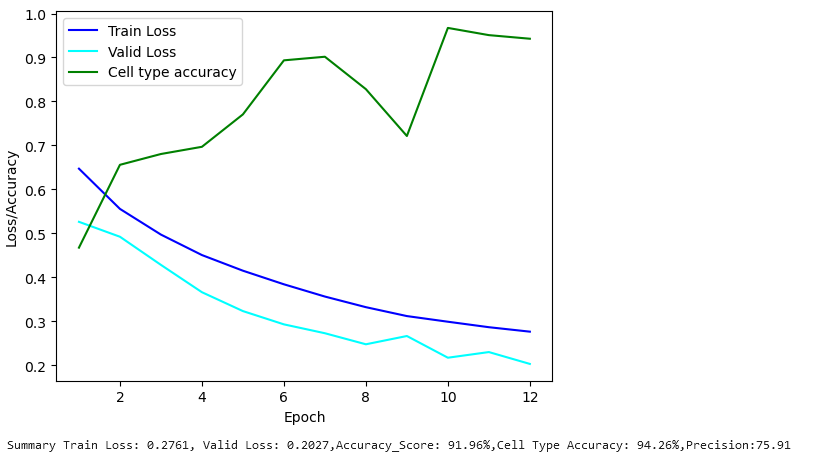 1.0
Train Loss
Valid Loss
0.9
Cell type accuracy
0.8
0.7
0.6
Loss/Accuracy
0.5
0.4
0.3
0.2
2 4 6 8 10 12
Epoch
Summary Train Loss: 0.2761, Valid Loss: 0.2027,Accuracy_Score: 91.96%,Cell Type Accuracy: 94.26%,Precision:75.91